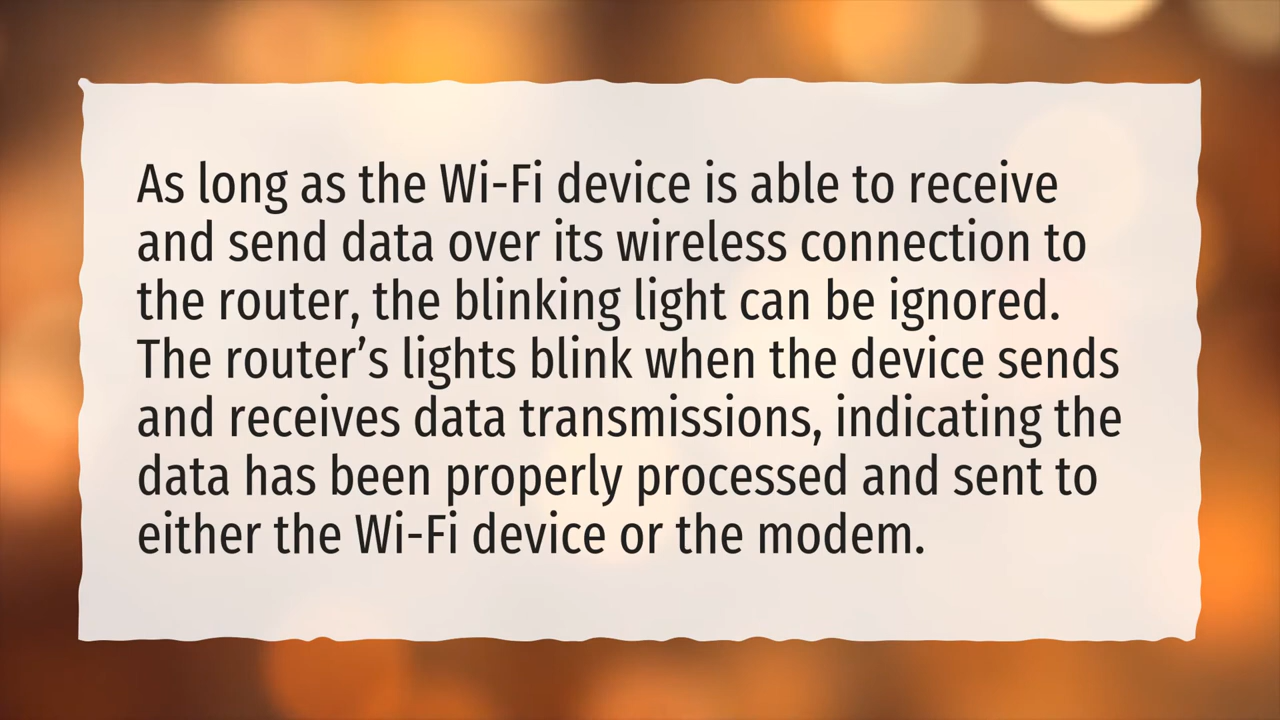 As long as the Wi-Fi device is able to receive
and send data over its wireless connection to
the router, the blinking light can be ignored.
The router’s lights blink when the device sends
and receives data transmissions, indicating the
data has been properly processed and sent to
either the Wi-Fi device or the modem.